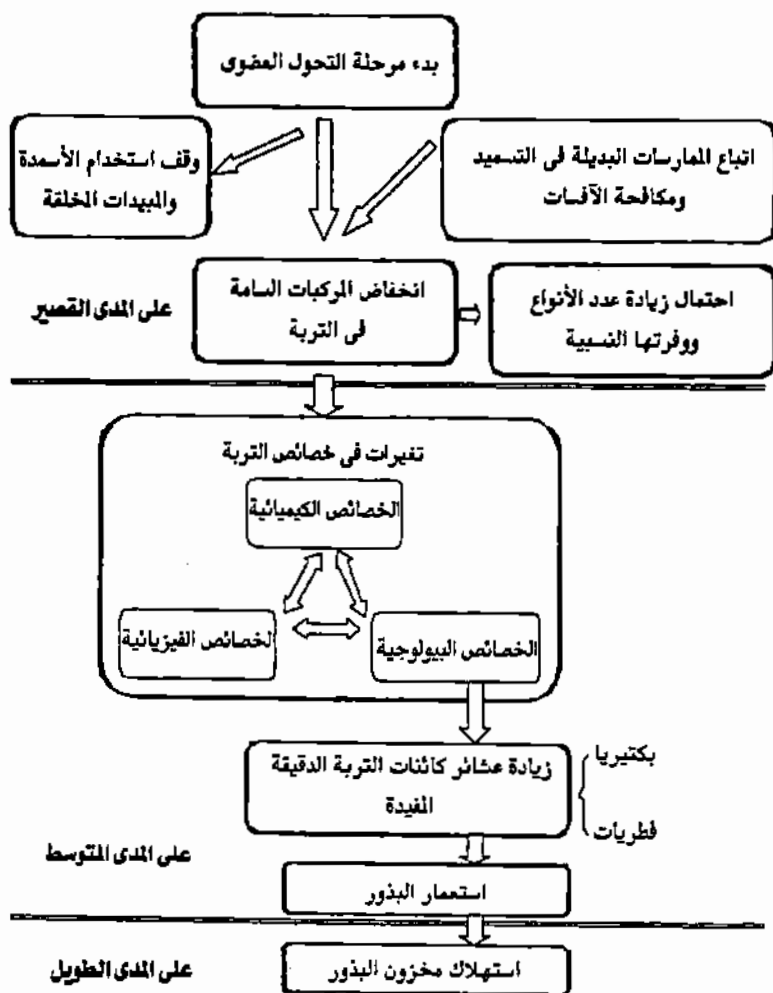 بدء مرحلة التحول العضوى
وقف استخدام الأسمدة
والمبيدات المخلقة
اتباع الممارسات البديلة فى التسميد
ومكافحة الآفات
على المدى القصير
انخفاض المركبات السامة
فى التربة
احتمال زيادة عدد الأنواع
ووفرتها النسبية
تغيرات فى خصائص التربة
الخصائص الكيميائية
الخصائص الفيزيائية
الخصائص البيولوجية
زيادة عشائر كائنات التربة الدقيقة
المفيدة
بكتيريا
فطريات
على المدى المتوسط
استعمار البذور
على المدى الطويل
استهلاك مخزون البذور